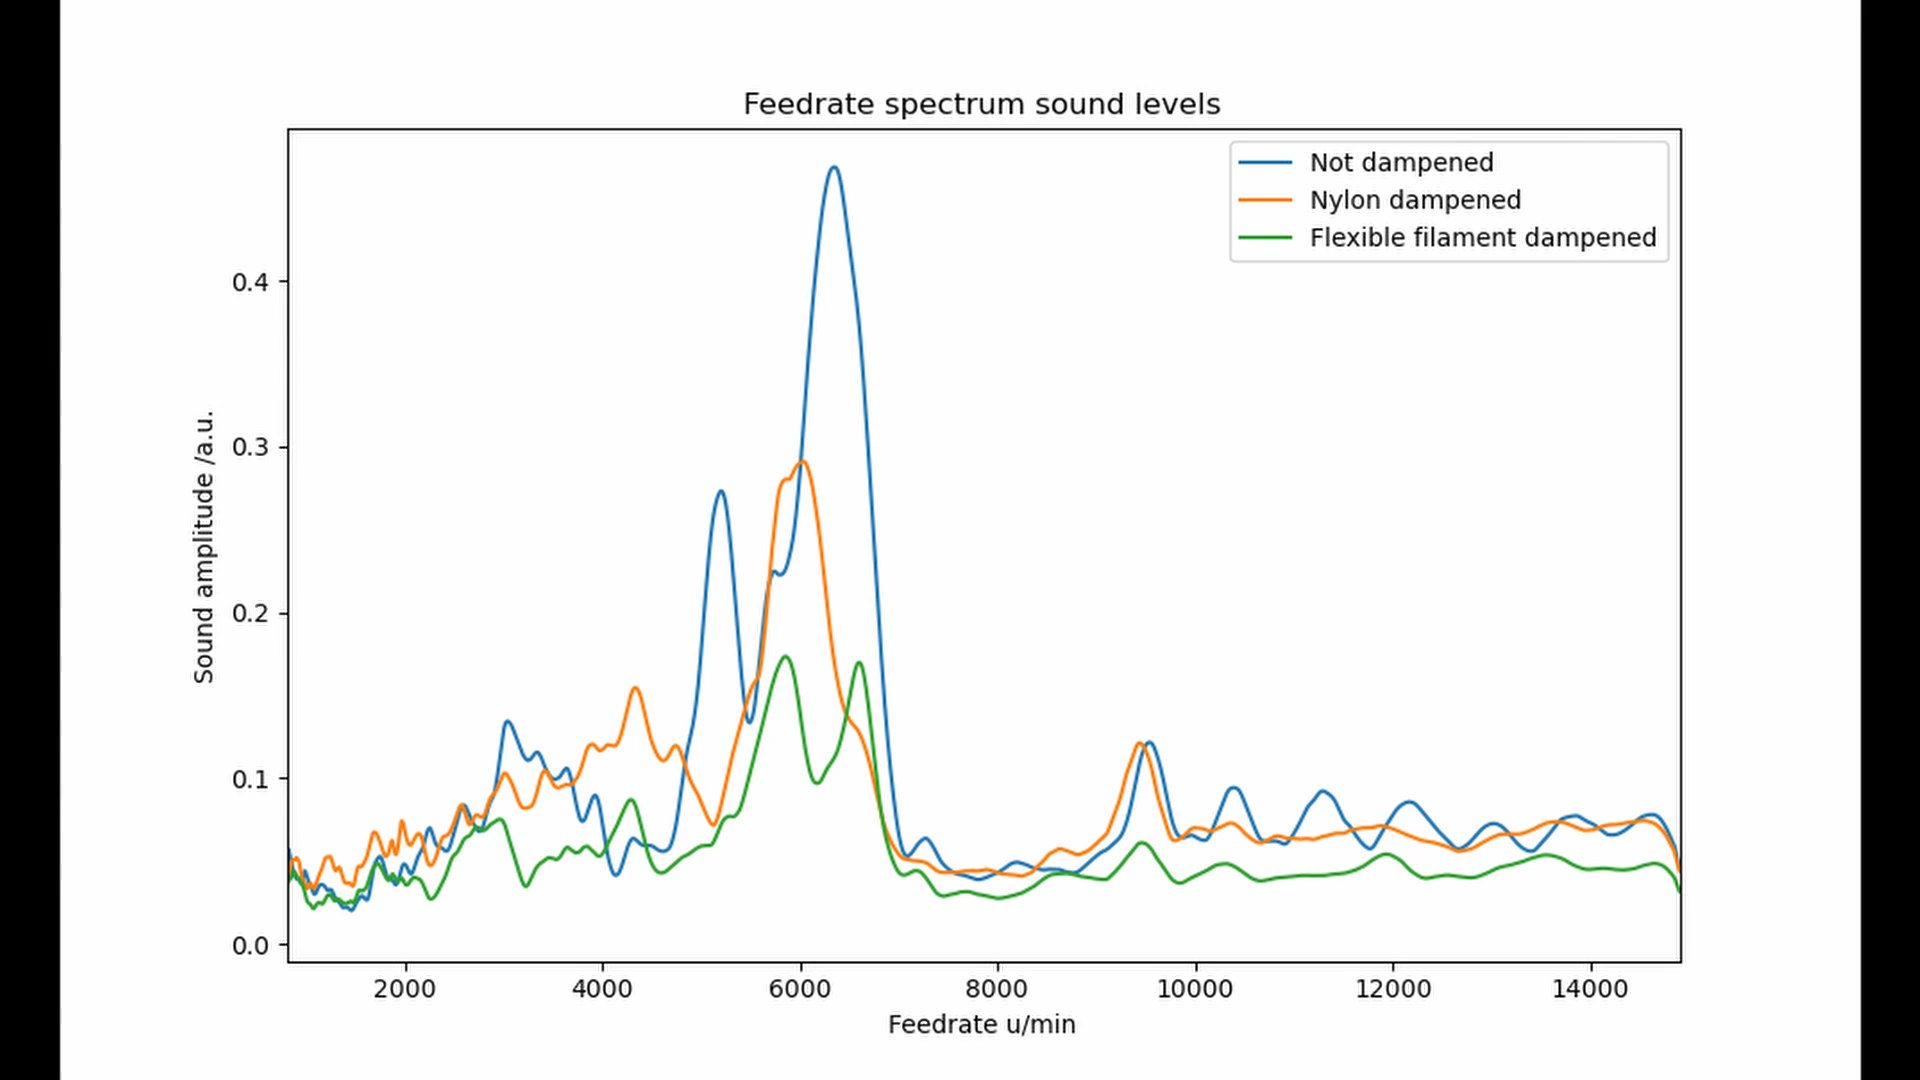 Feedrate spectrum sound levels
Not dampened
Nylon dampened
Flexible filament dampened
Sound amplitude /a.u.
0.4
0.3
0.2
0.1
0.0
2000 4000 6000 8000 10000 12000 14000
Feedrate u/min